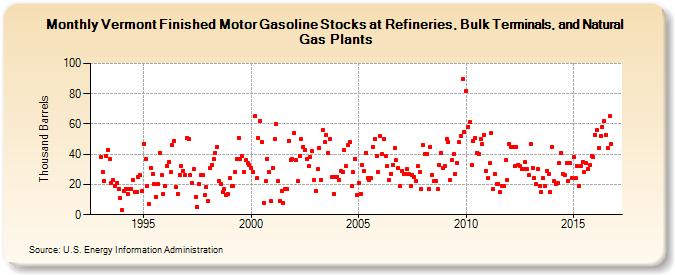 Monthly Vermont Finished Motor Gasoline Stocks at Refineries, Bulk Terminals, and Natural
Gas Plants
Thousand Barrels
100
80
60
40
20
0
1995
2000
2005
2010
2015
Source: U.S. Energy Information Administration